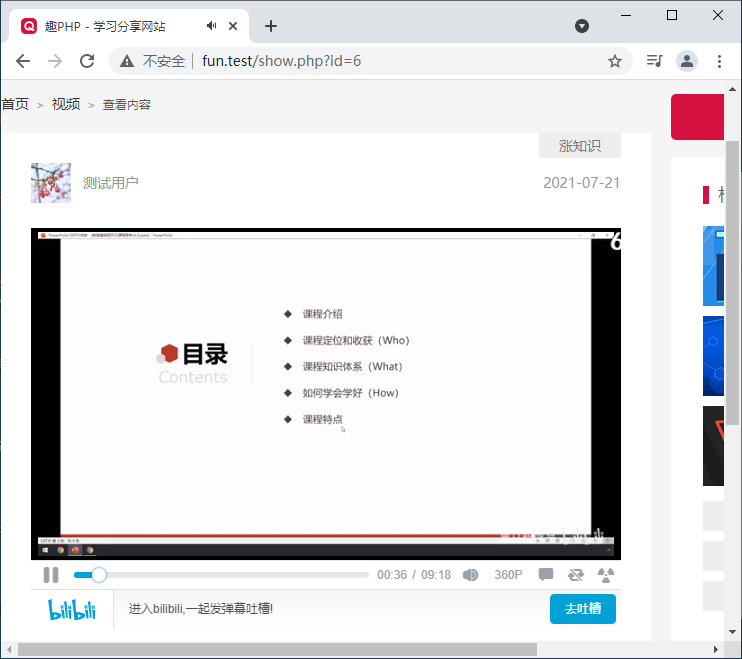 趣PHP - 学习分享网站
不安全 | fun.test/show.php?id=6
首页 > 视频 > 查看内容
涨知识
测试用户
2021-07-21
目录
Contents
课程介绍
课程定位和收获（Who）
课程知识体系（What）
如何学会学好（How）
课程特点
00:36 / 09:18 360P
bilibili
进入bilibili,一起发弹幕吐槽!
去吐槽